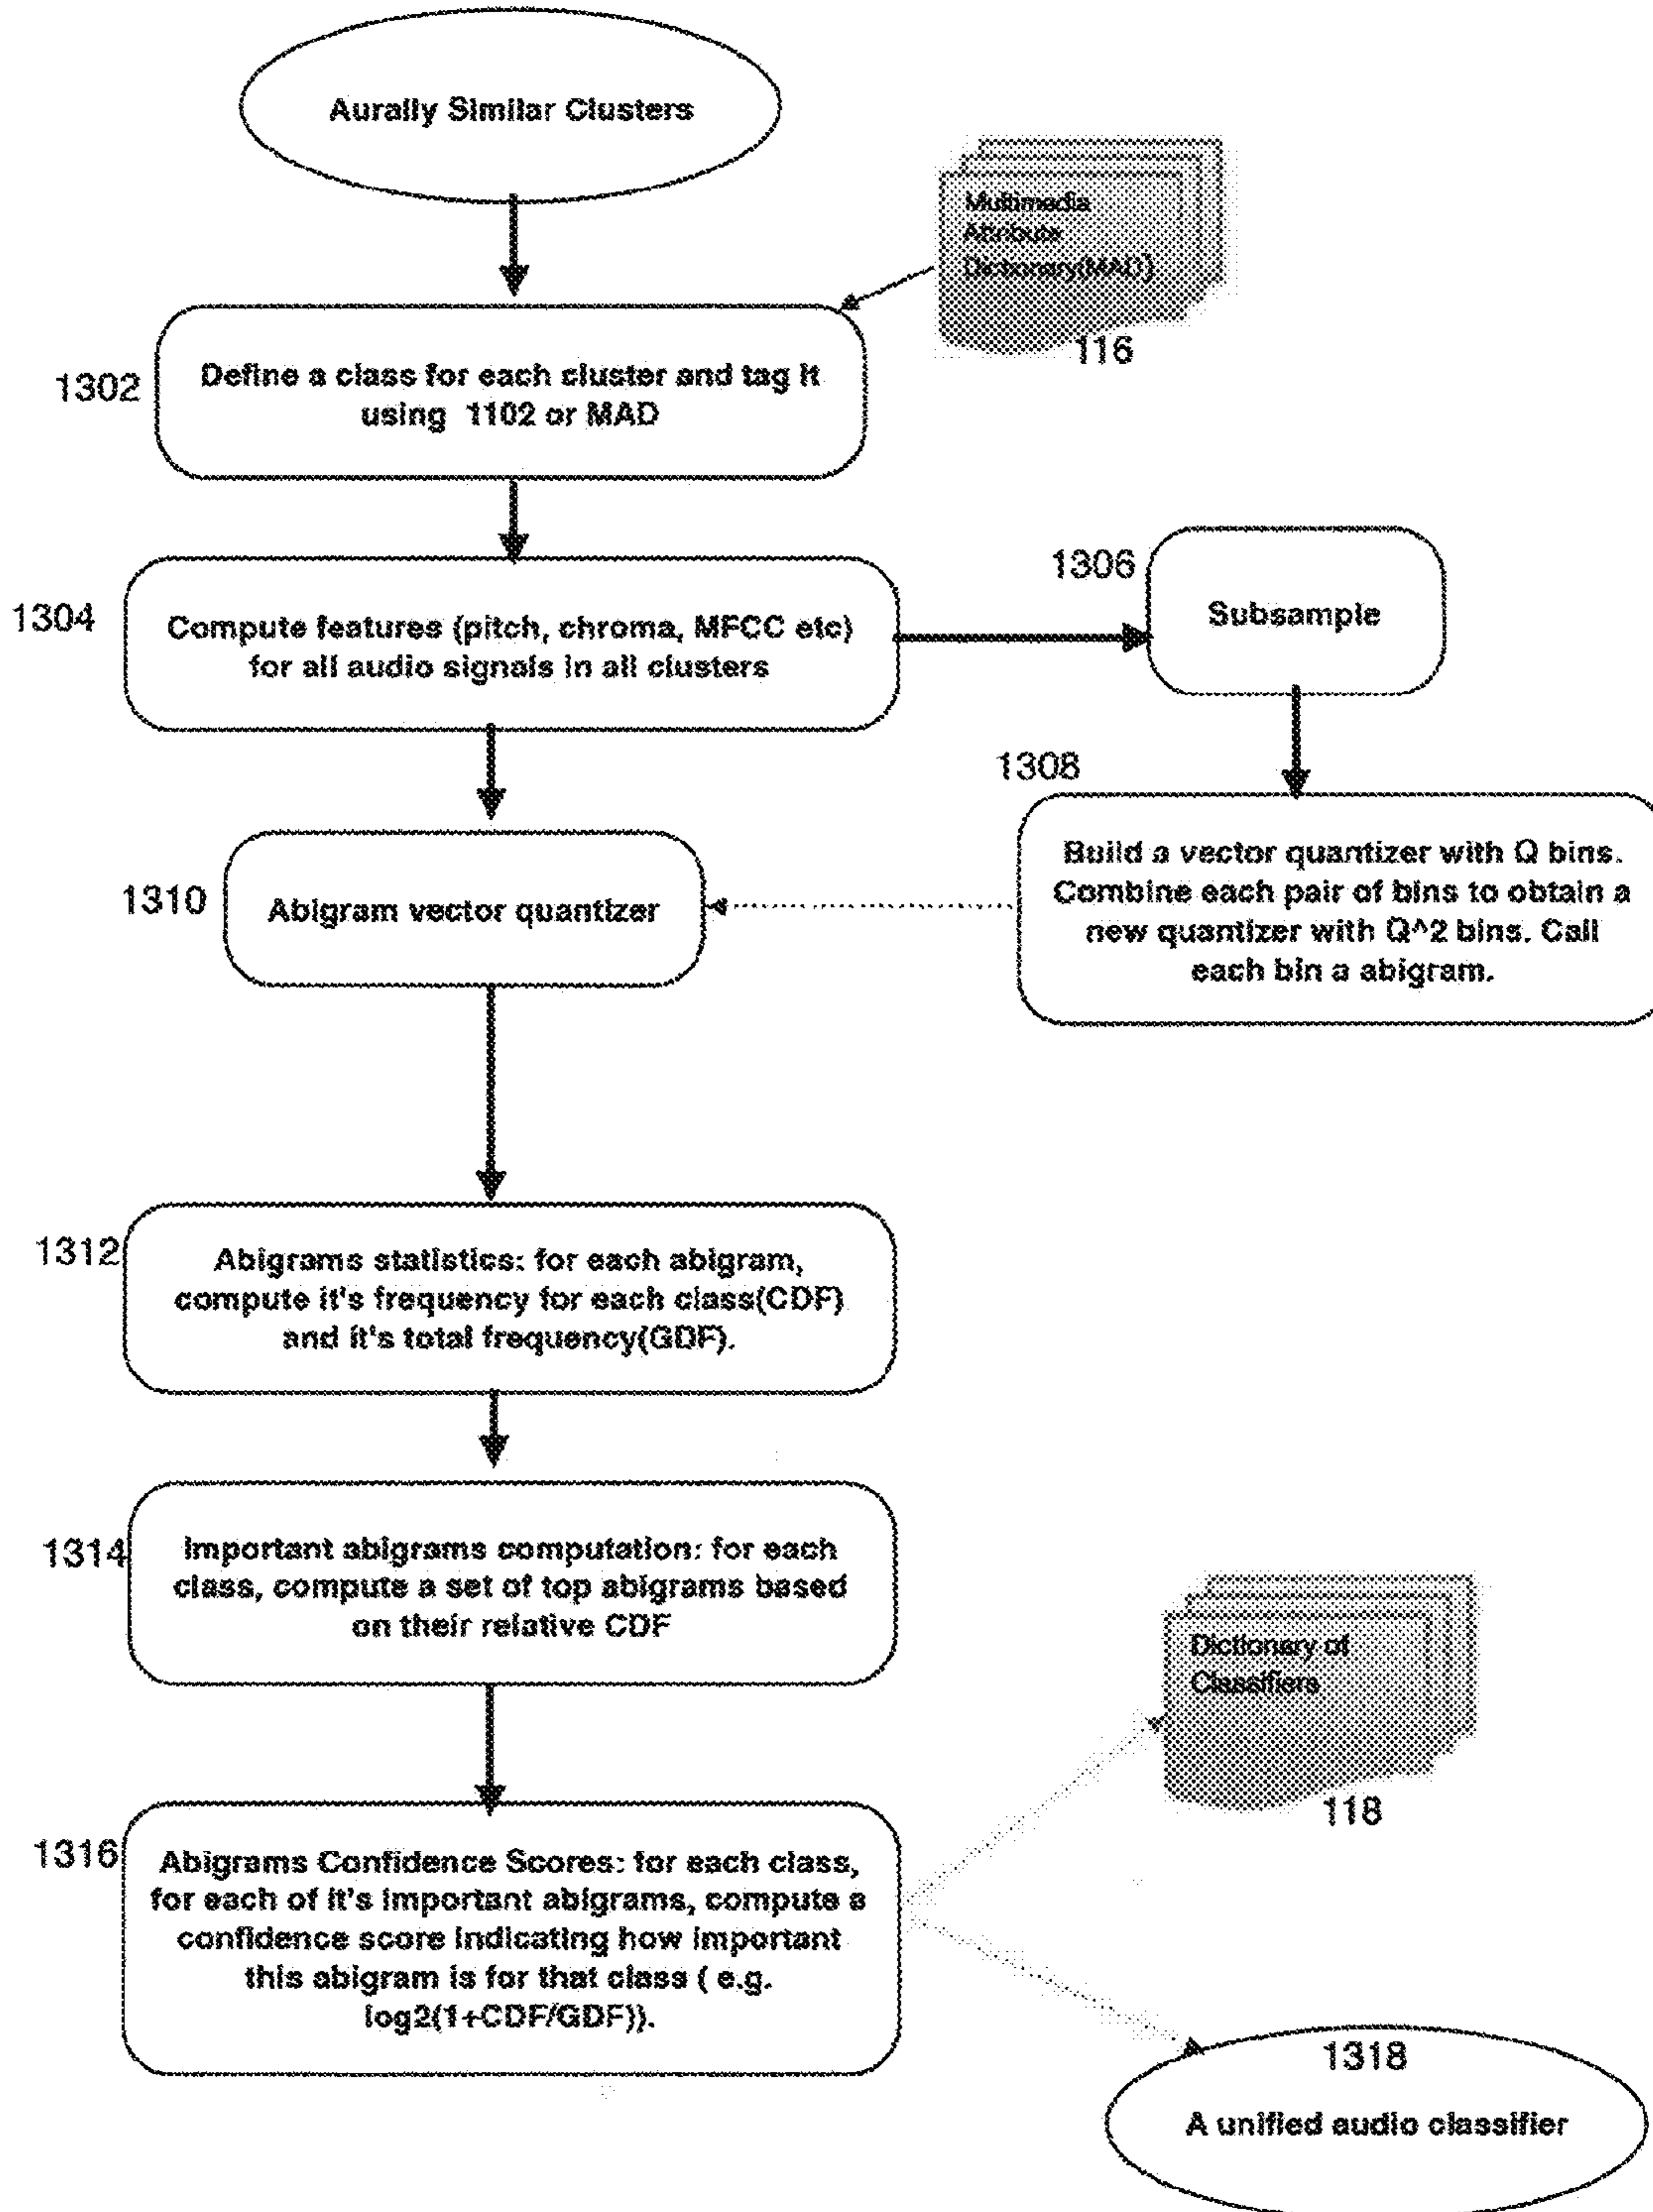 Aurally Similar Clusters
Multimedia
Attribute
Dictionary(MAD)
116
1302
Define a class for each cluster and tag it
using 1102 or MAD
1304
Compute features (pitch, chroma, MFCC etc)
for all audio signals in all clusters
1306
Subsample
1308
Build a vector quantizer with Q bins.
Combine each pair of bins to obtain a
new quantizer with Q^2 bins. Call
each bin a abigram.
1310
Abigram vector quantizer
1312
Abigrams statistics: for each abigram,
compute it's frequency for each class(CDF)
and it's total frequency(GDF).
1314
Important abigrams computation: for each
class, compute a set of top abigrams based
on their relative CDF
Dictionary of
Classifiers
118
1316
Abigrams Confidence Scores: for each class,
for each of it's important abigrams, compute a
confidence score indicating how important
this abigram is for that class ( e.g.
log2(1+CDF/GDF)).
1318
A unified audio classifier